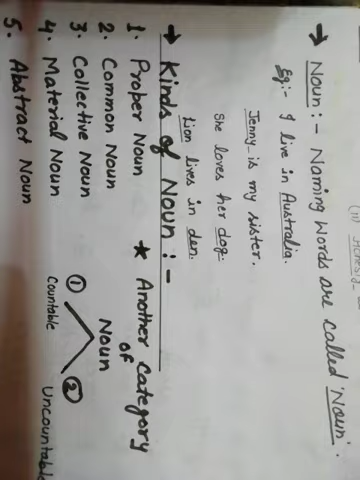 → Noun :- Naming words are called 'Noun'.
Eg:- I live in Australia.
Jenny is my sister.
She loves her dog.
Lion lives in den.
→ Kinds of Noun :-
1. Proper Noun
2. Common Noun
3. Collective Noun
4. Material Noun
5. Abstract Noun
* Another category
of
Noun
① ②
Countable Uncountable